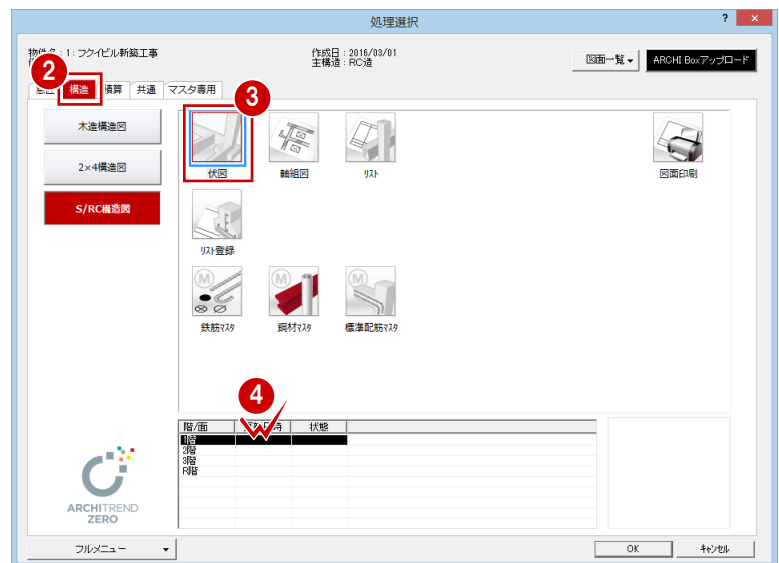 処理選択
? ×
: 1 : フクイビル新築工事
作成日 : 2016/03/01
主構造 : RC造
図面一覧
ARCHI Boxアップロード
2
構造 積算 共通 マスタ専用
3
木造構造図
2×4構造図
S/RC構造図
伏図 軸組図 リスト 図面印刷
リスト登録
鉄筋マスタ 鋼材マスタ 標準配筋マスタ
4
階/面 状態
1階
2階
3階
R階
ARCHITREND
ZERO
フルメニュー
OK
キャンセル